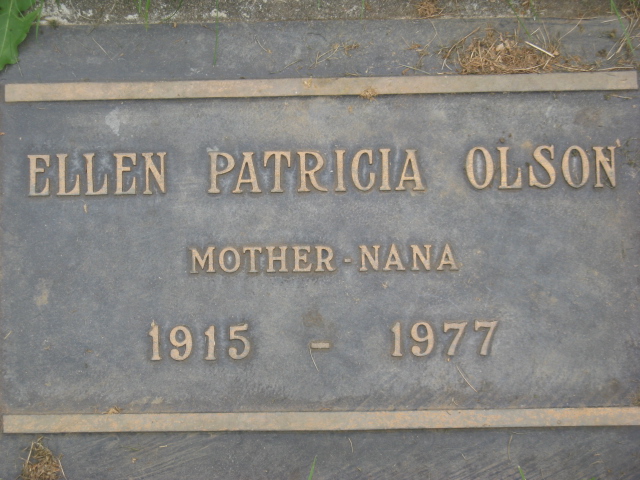 ELLEN PATRICIA OLSON
MOTHER - NANA
1915 - 1977